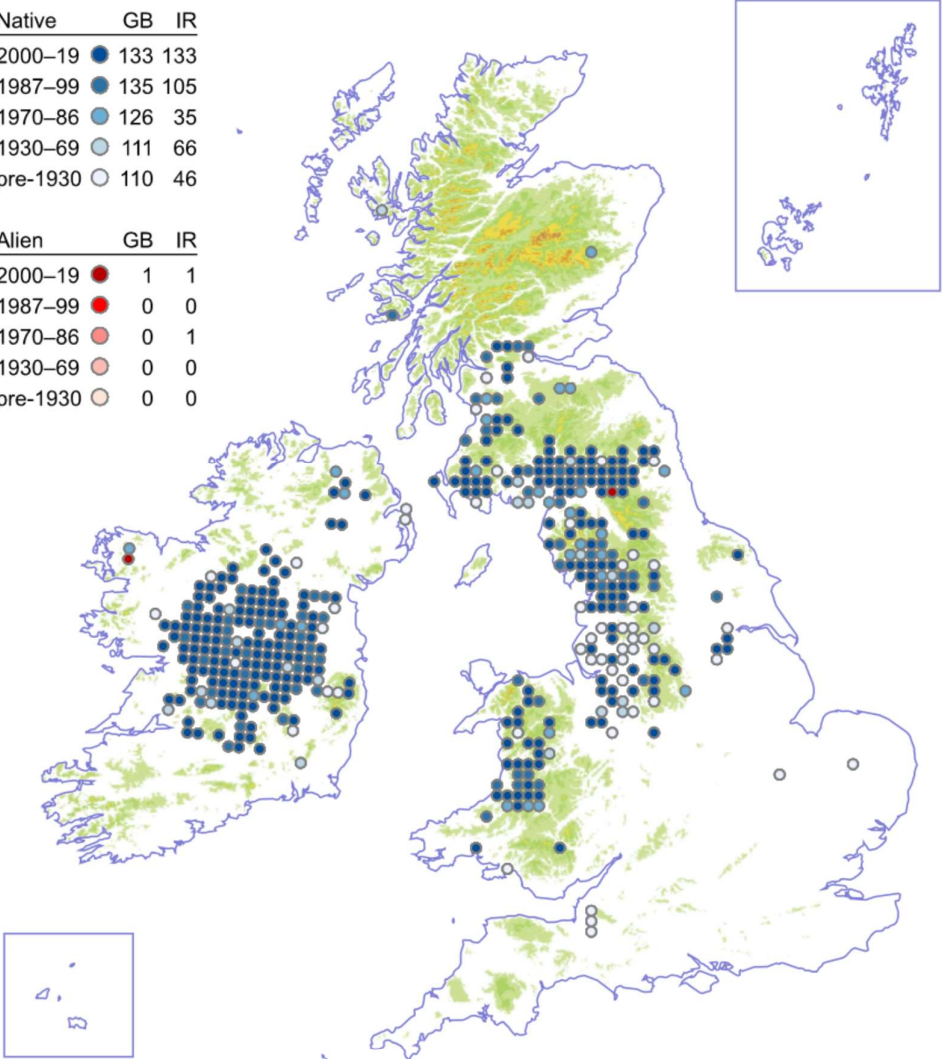 Native GB IR
2000–19 133 133
1987–99 135 105
1970–86 126 35
1930–69 111 66
ore-1930 110 46
Alien GB IR
2000–19 1 1
1987–99 0 0
1970–86 0 1
1930–69 0 0
ore-1930 0 0